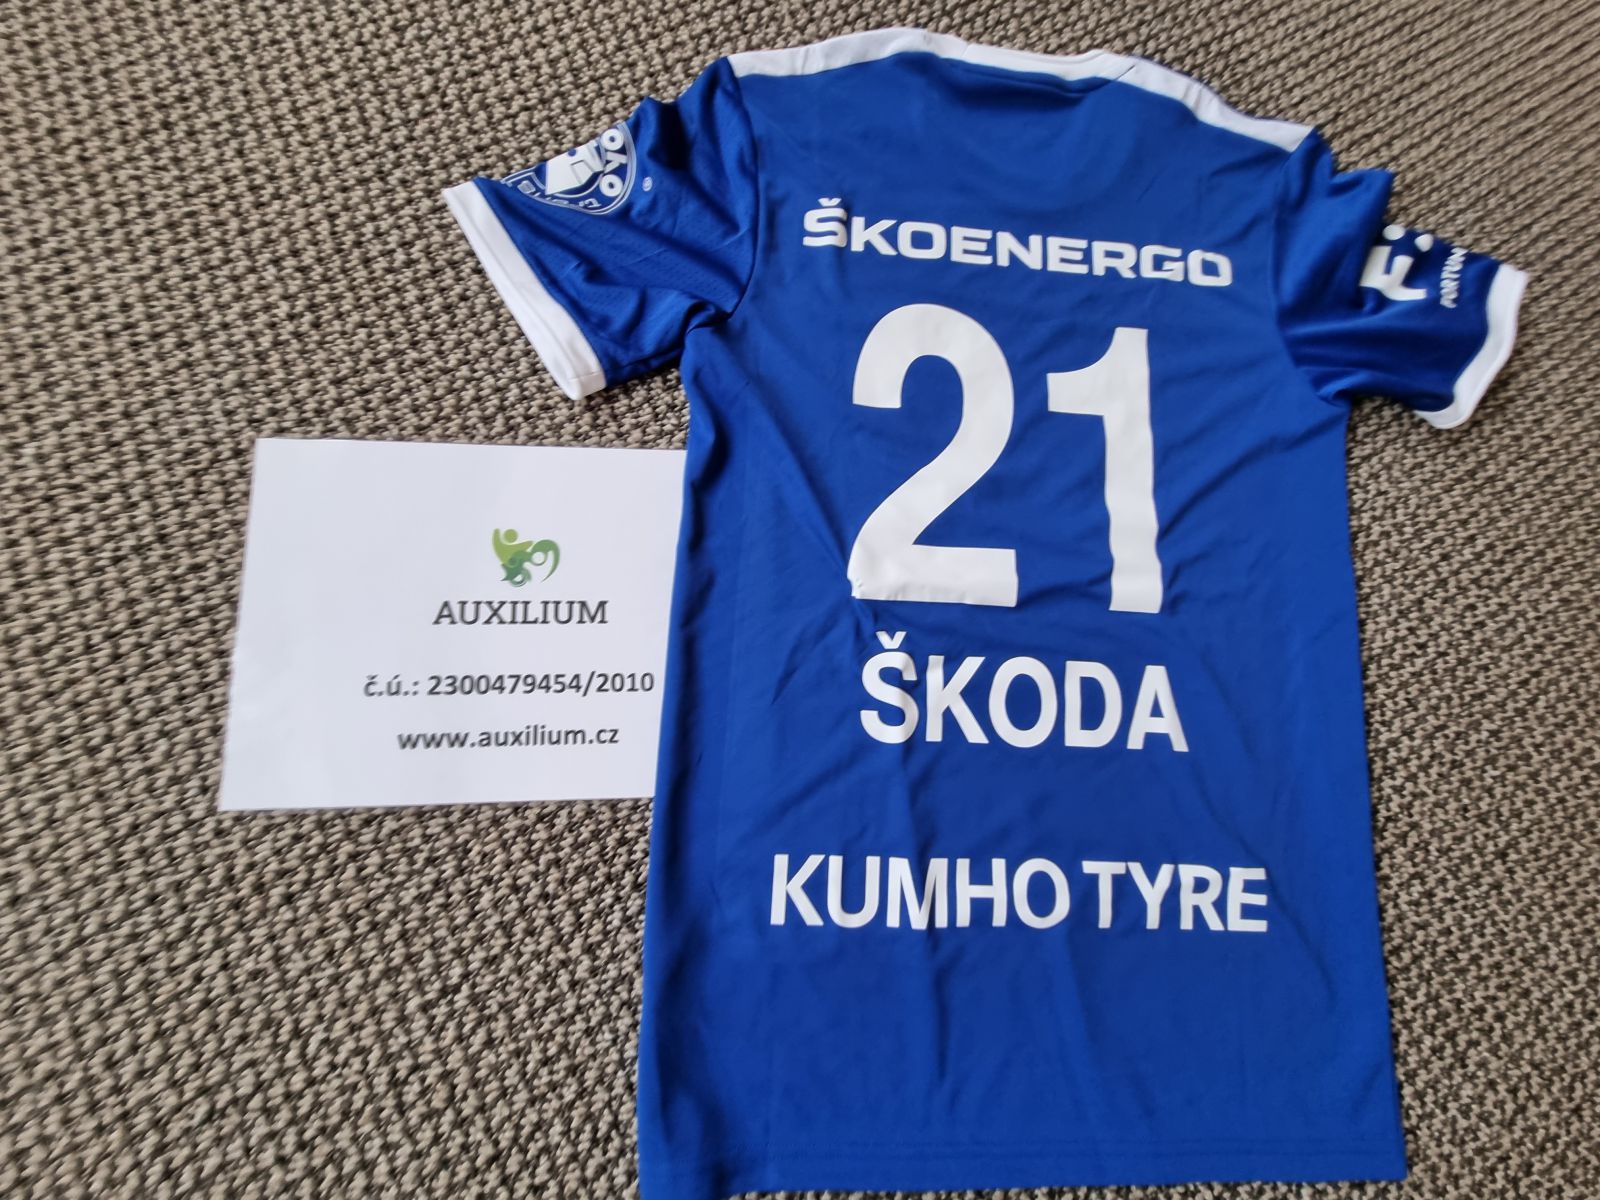 ŠKOENERGO
21
ŠKODA
KUMHO TYRE
AUXILIUM
č.ú.: 2300479454/2010
www.auxilium.cz